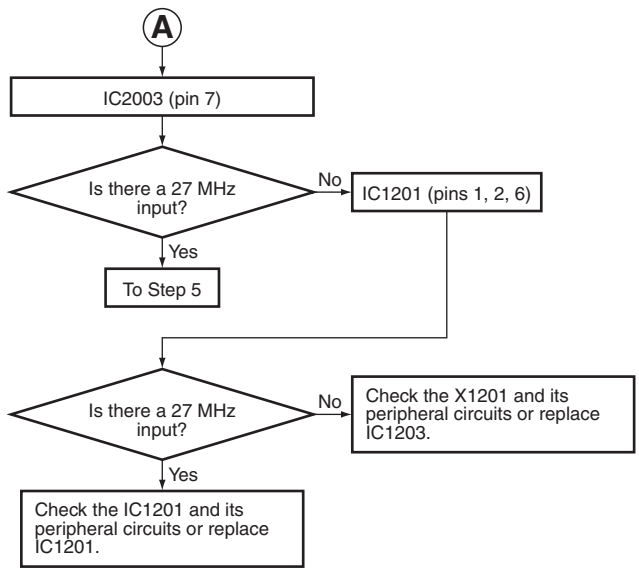 A
IC2003 (pin 7)
Is there a 27 MHz
input?
No
IC1201 (pins 1, 2, 6)
Yes
To Step 5
Is there a 27 MHz
input?
No
Check the X1201 and its
peripheral circuits or replace
IC1203.
Yes
Check the IC1201 and its
peripheral circuits or replace
IC1201.